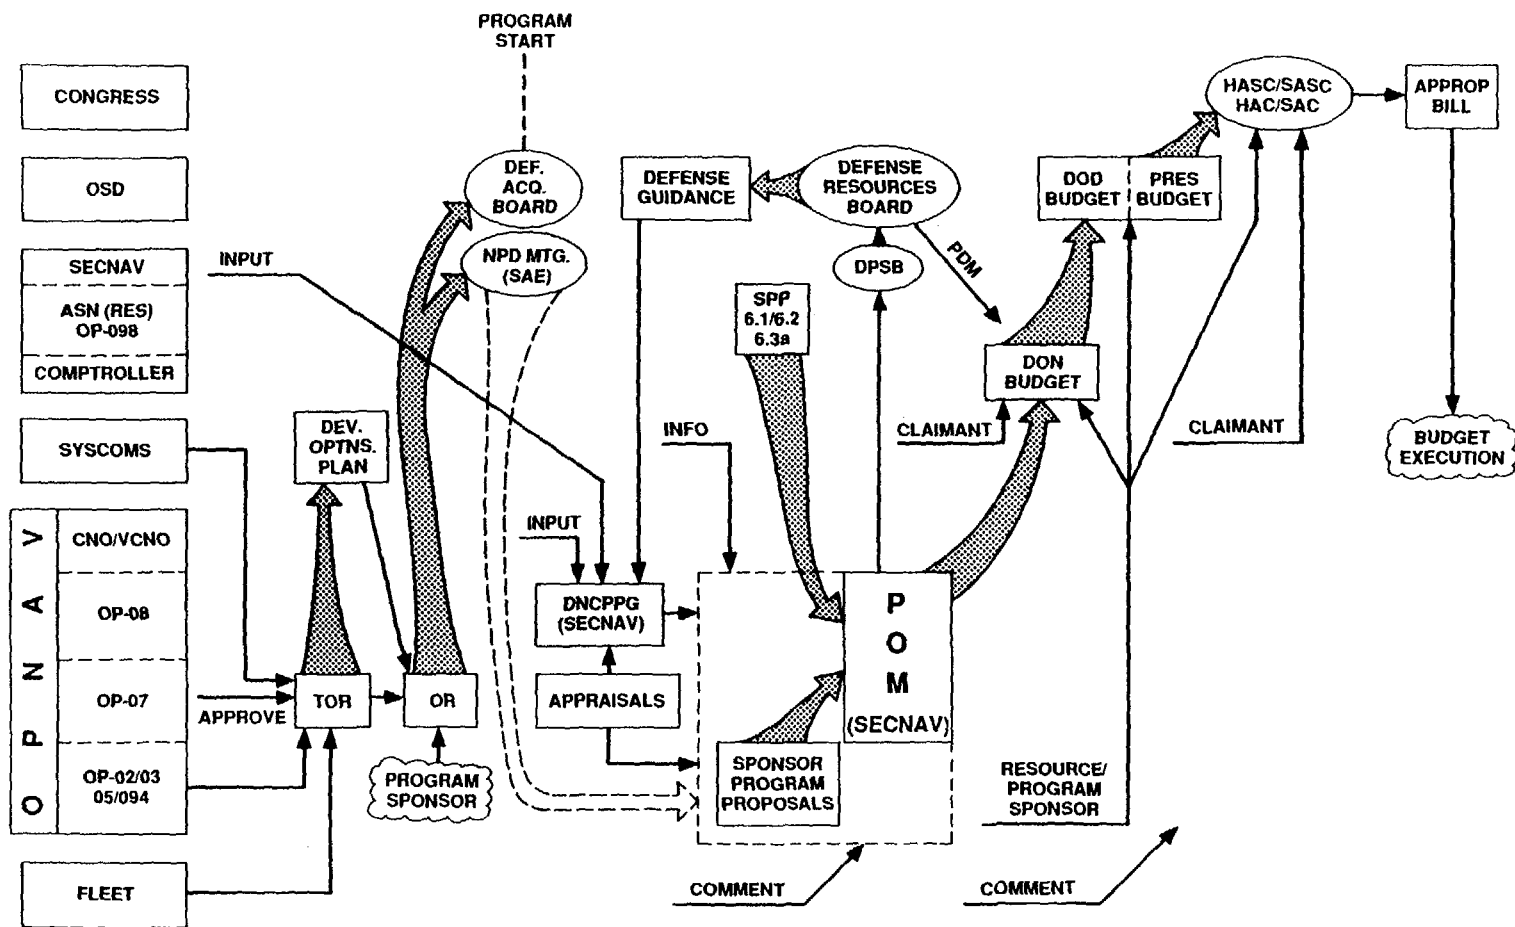 PROGRAM
START
CONGRESS
OSD
SECNAV
ASN (RES)
OP-098
COMPTROLLER
SYSCOMS
OPNAV
CNO/VCNO
OP-08
OP-07
OP-02/03
05/094
FLEET
INPUT
APPROVE
DEV.
OPTNS.
PLAN
TOR
OR
PROGRAM
SPONSOR
DEF.
ACQ.
BOARD
NPD MTG.
(SAE)
INPUT
DNCPPG
(SECNAV)
APPRAISALS
DEFENSE
GUIDANCE
DEFENSE
RESOURCES
BOARD
DPSB
PDM
SPP
6.1/6.2
6.3a
INFO
POM
(SECNAV)
SPONSOR
PROGRAM
PROPOSALS
COMMENT
CLAIMANT
DON
BUDGET
DOD
BUDGET
PRES
BUDGET
HASC/SASC
HAC/SAC
APPROP
BILL
CLAIMANT
BUDGET
EXECUTION
RESOURCE/
PROGRAM
SPONSOR
COMMENT